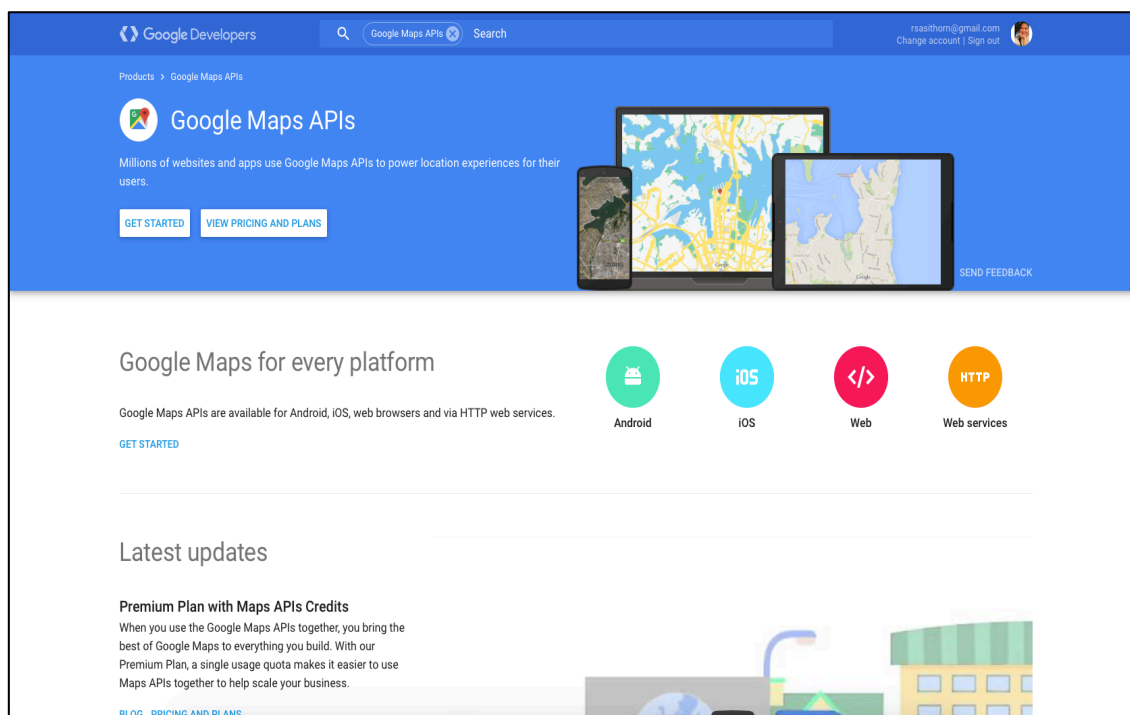 Google Developers
Google Maps APIs
Search
rsasithorn@gmail.com
Change account | Sign out
Products > Google Maps APIs
Google Maps APIs
Millions of websites and apps use Google Maps APIs to power location experiences for their
users.
GET STARTED
VIEW PRICING AND PLANS
SEND FEEDBACK
Google Maps for every platform
Google Maps APIs are available for Android, iOS, web browsers and via HTTP web services.
GET STARTED
iOS
</>
HTTP
Android
iOS
Web
Web services
Latest updates
Premium Plan with Maps APIs Credits
When you use the Google Maps APIs together, you bring the
best of Google Maps to everything you build. With our
Premium Plan, a single usage quota makes it easier to use
Maps APIs together to help scale your business.
BLOG PRICING AND PLANS